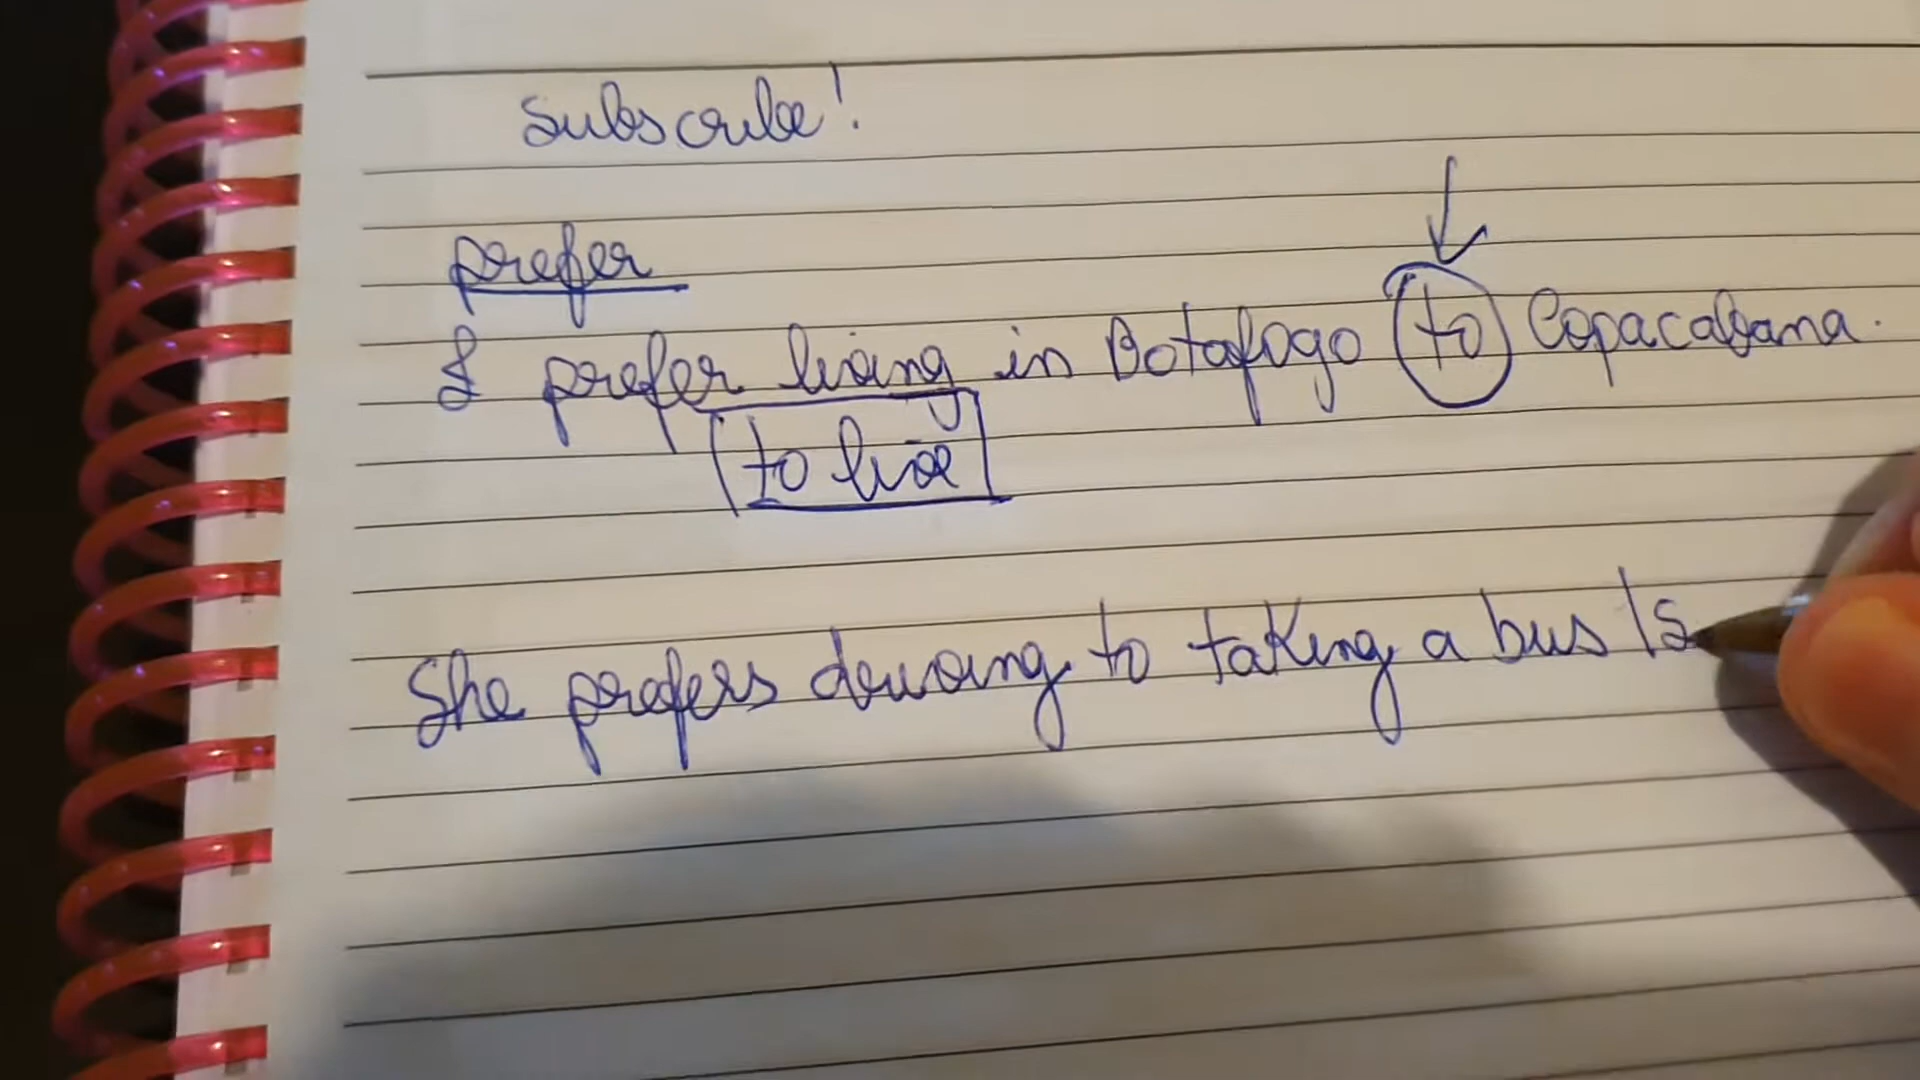 Subscribe!
prefer
I prefer living in Botafogo to Copacabana.
to live
She prefers driving to taking a bus / s